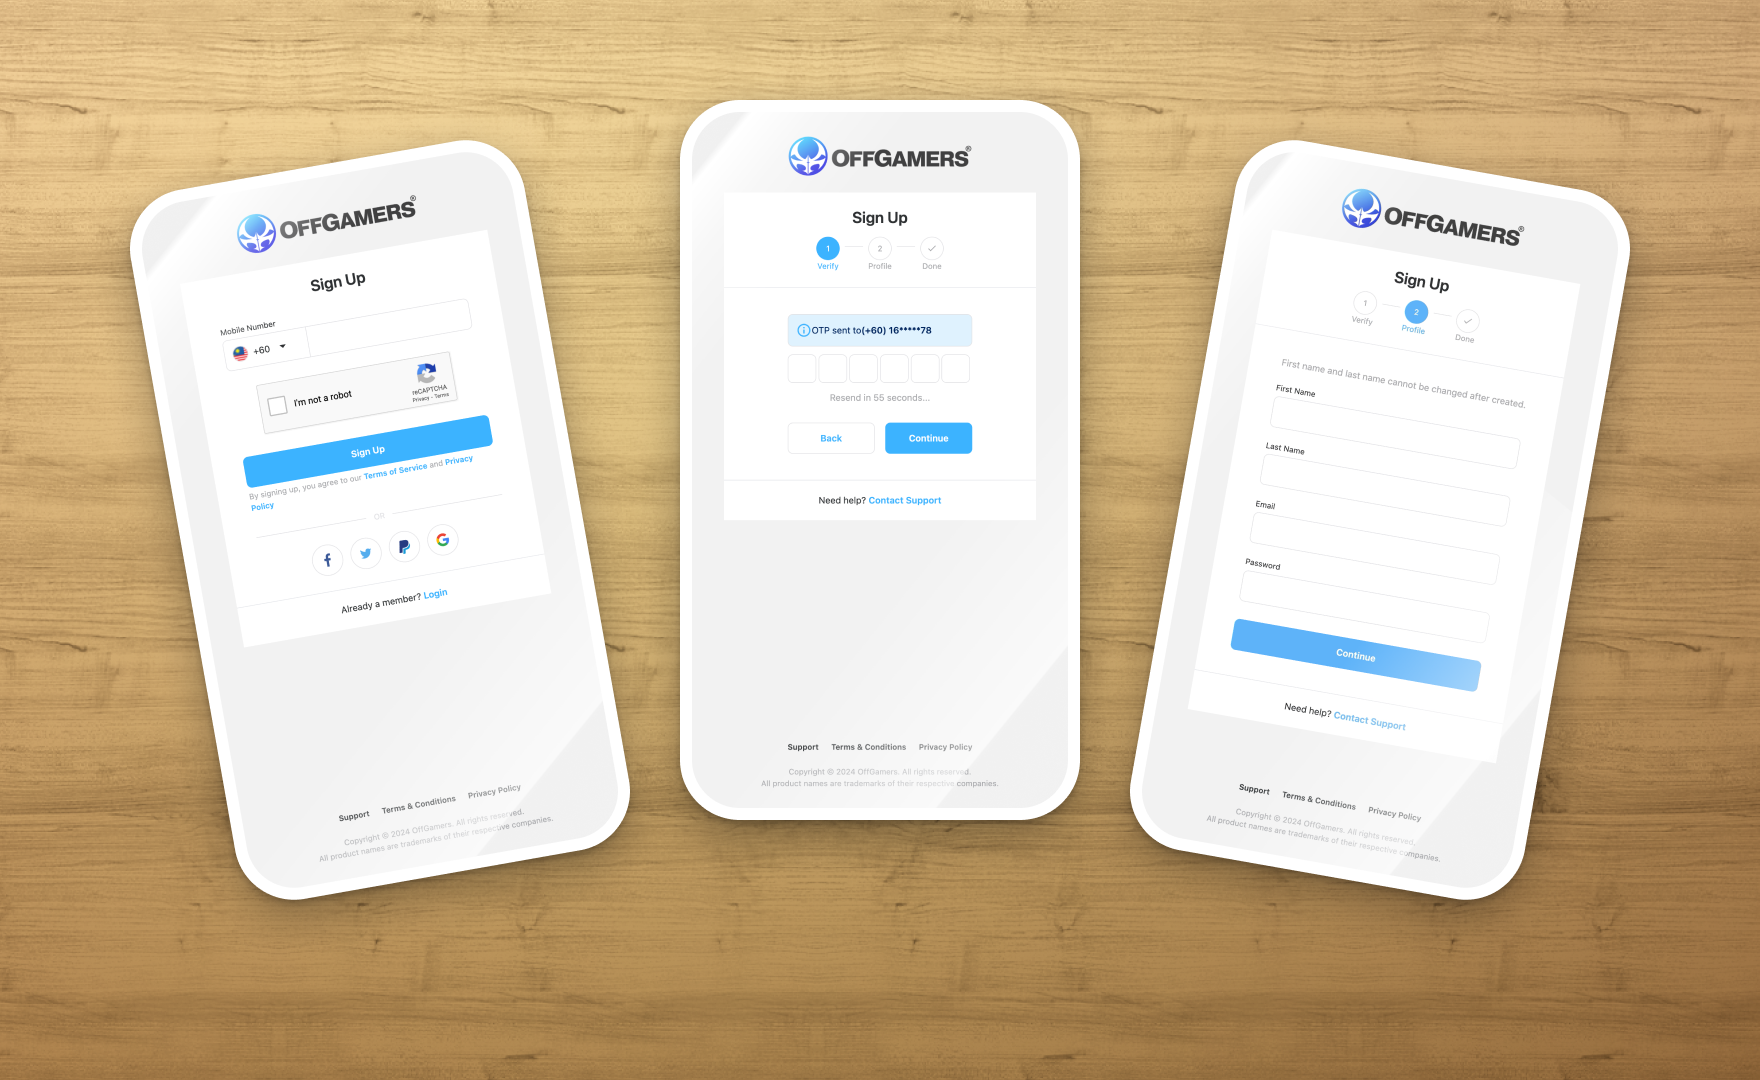 OFFGAMERS®
Sign Up
Mobile Number
+60
I'm not a robot
reCAPTCHA
Privacy - Terms
Sign Up
By signing up, you agree to our Terms of Service and Privacy
Policy
OR
Already a member? Login
Support Terms & Conditions Privacy Policy
Copyright © 2024 OffGamers. All rights reserved.
All product names are trademarks of their respective companies.
OFFGAMERS®
Sign Up
1 2
Verify Profile Done
OTP sent to(+60) 16*****78
Resend in 55 seconds...
Back Continue
Need help? Contact Support
Support Terms & Conditions Privacy Policy
Copyright © 2024 OffGamers. All rights reserved.
All product names are trademarks of their respective companies.
OFFGAMERS®
Sign Up
1 2
Verify Profile Done
First name and last name cannot be changed after created.
First Name
Last Name
Email
Password
Continue
Need help? Contact Support
Support Terms & Conditions Privacy Policy
Copyright © 2024 OffGamers. All rights reserved.
All product names are trademarks of their respective companies.